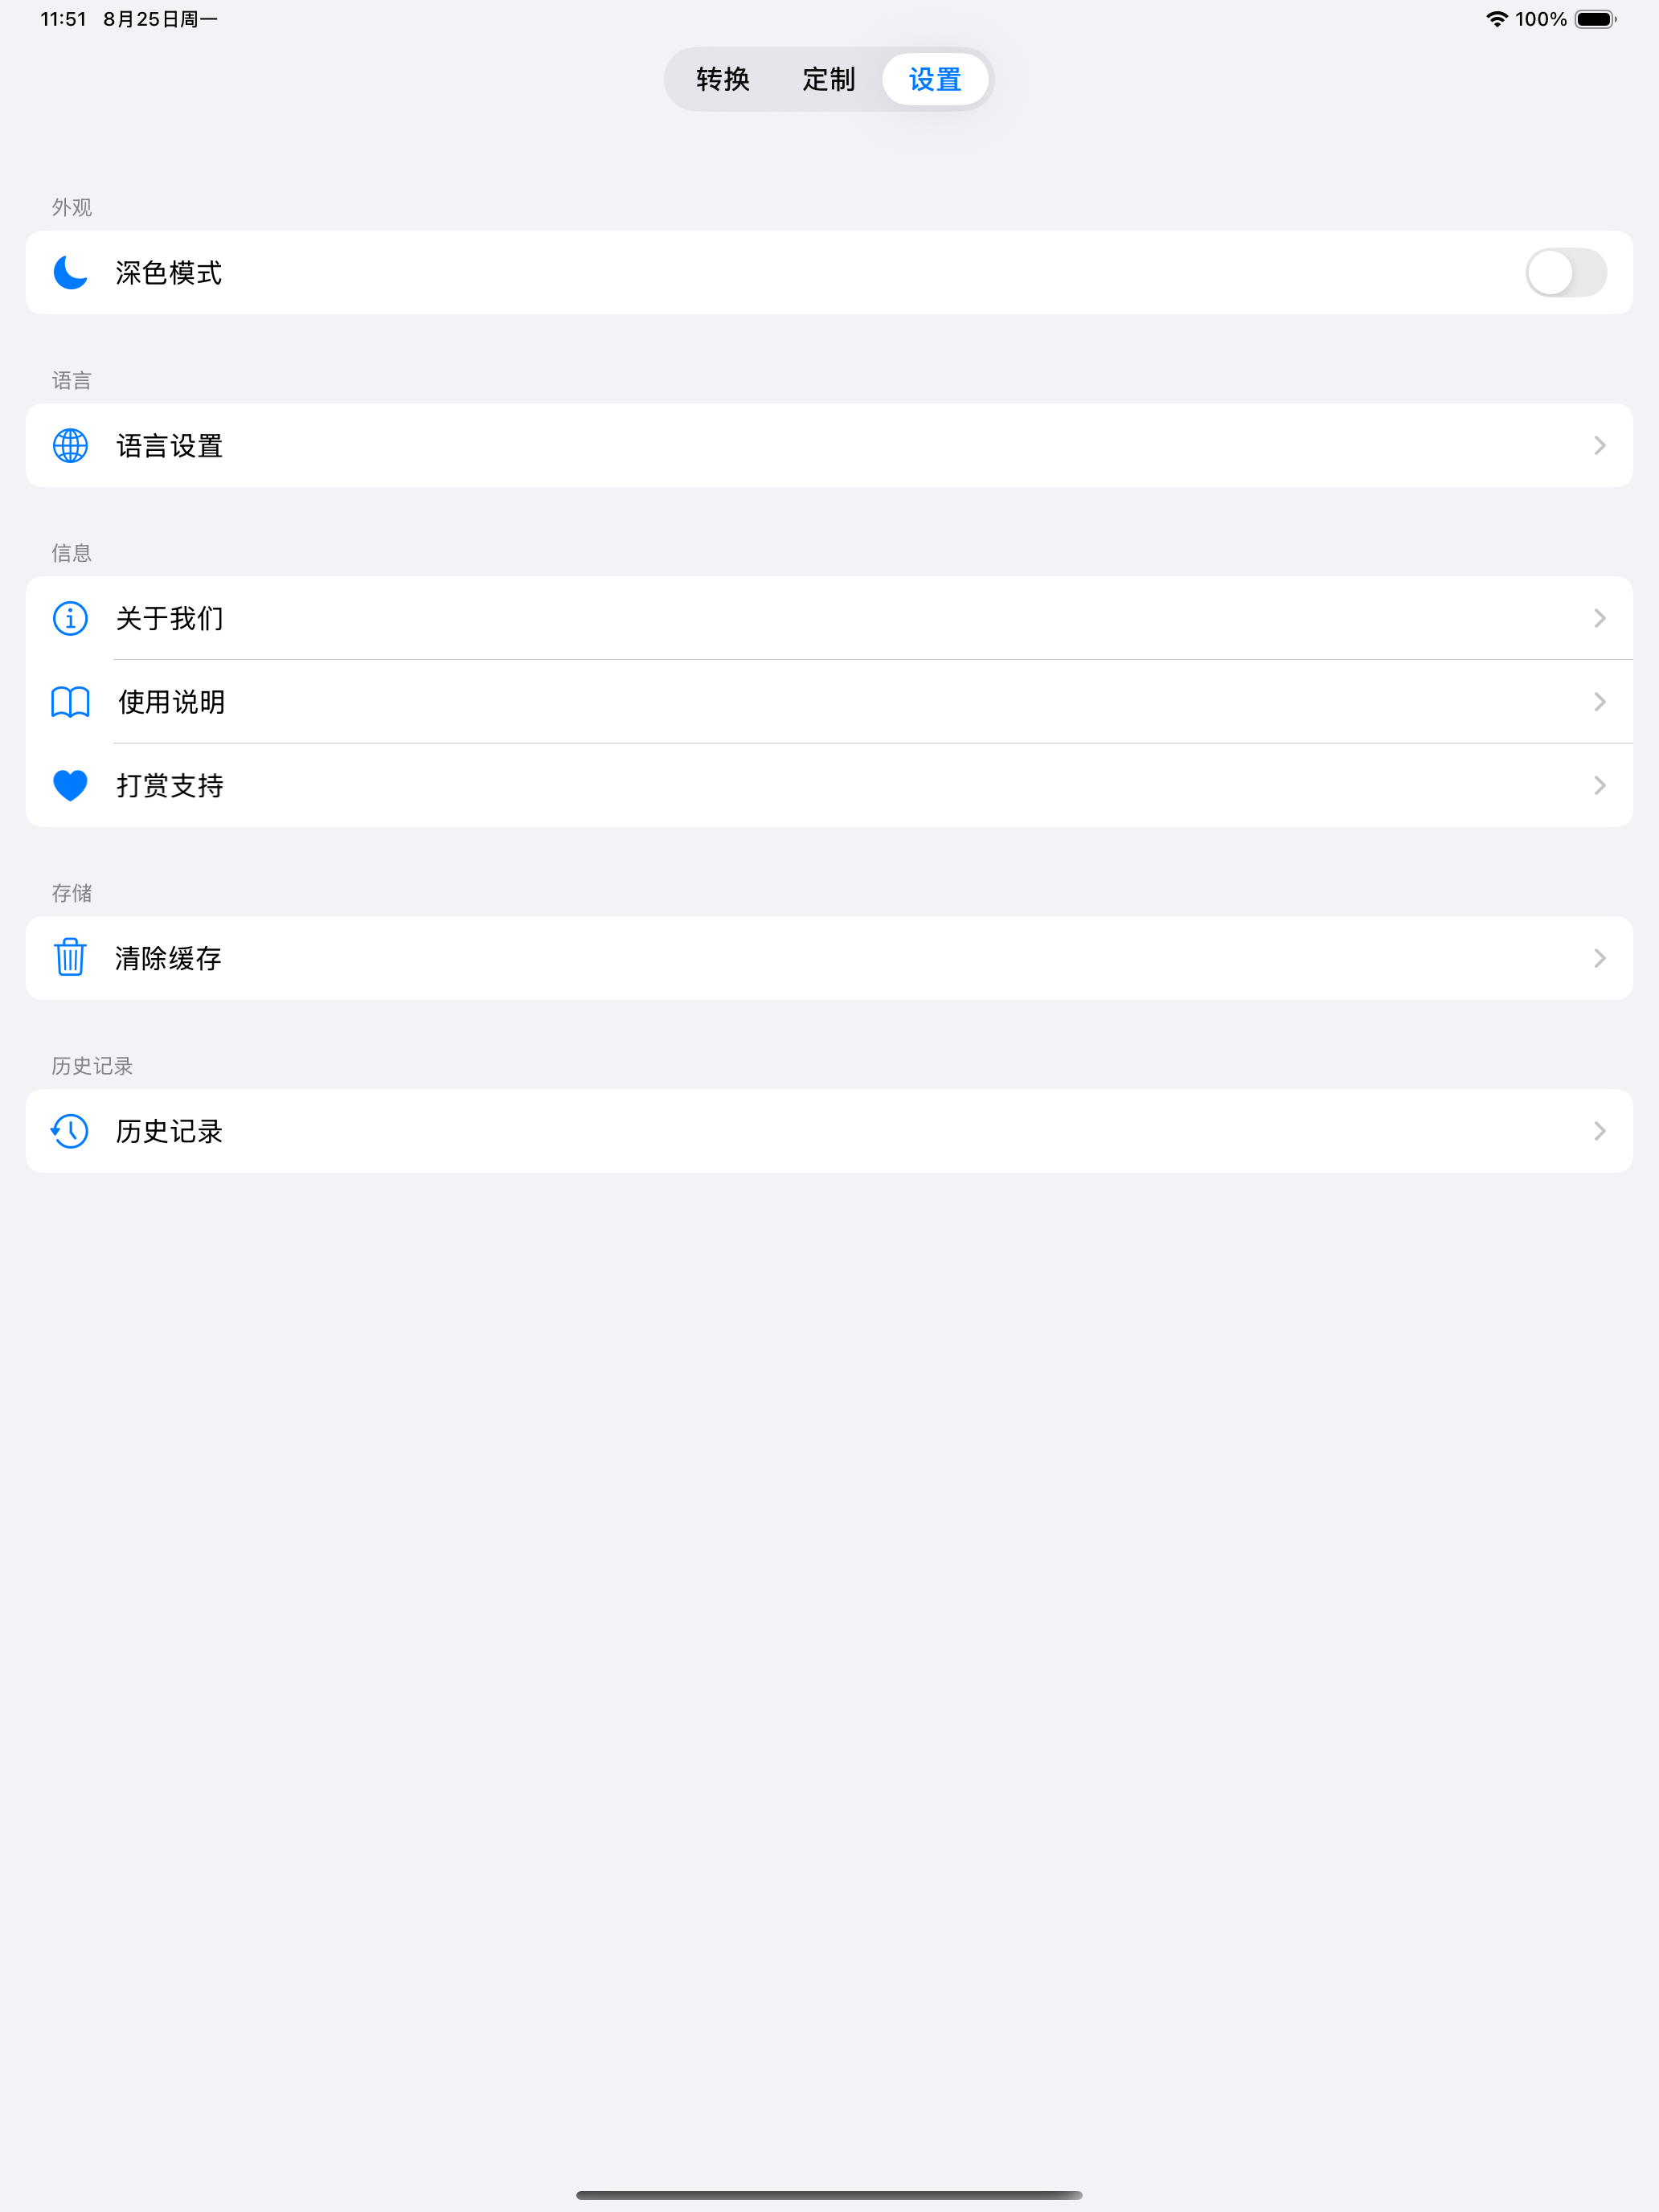 11:51 8月25日周一 100%
转换 定制 设置
外观
深色模式
语言
语言设置
信息
关于我们
使用说明
打赏支持
存储
清除缓存
历史记录
历史记录